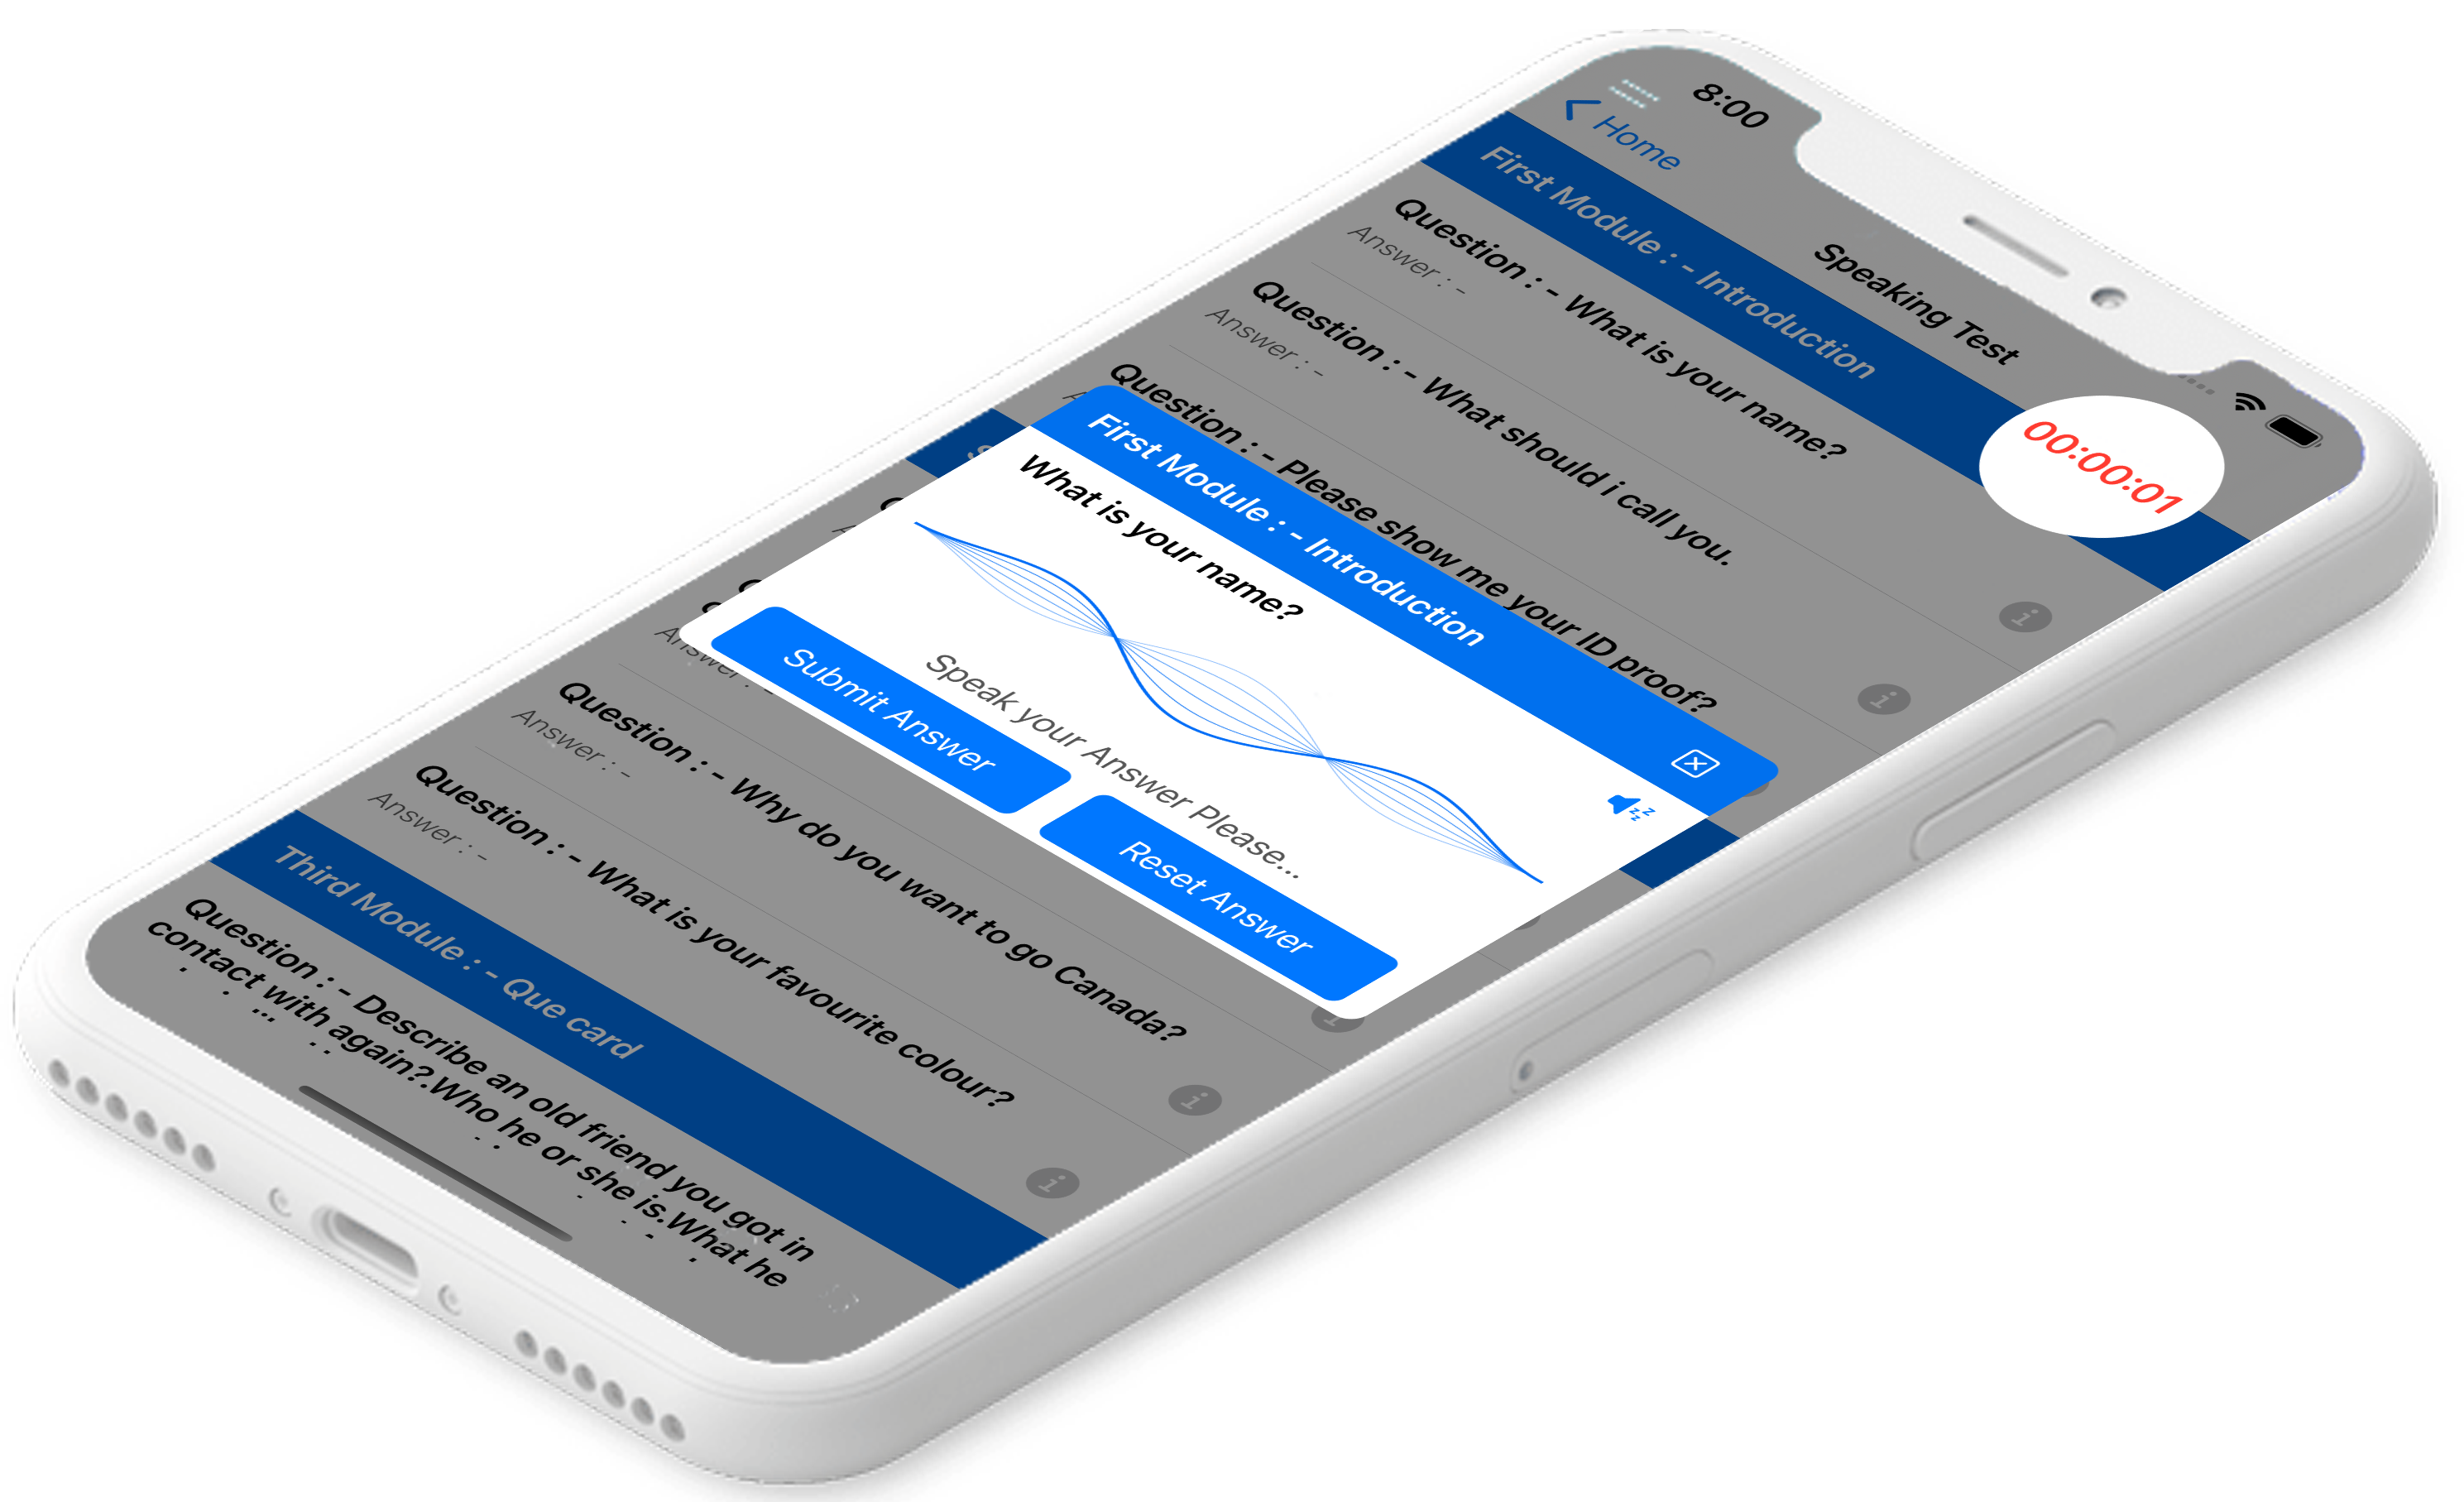 8:00
Home
Speaking Test
00:00:01
First Module : - Introduction
Question : - What is your name?
Answer : -
Question : - What should i call you.
Answer : -
Question : - Please show me your ID proof?
First Module : - Introduction
What is your name?
Speak your Answer Please...
Submit Answer
Reset Answer
Answer : -
Question : - Why do you want to go Canada?
Answer : -
Question : - What is your favourite colour?
Answer : -
Third Module : - Que card
Question : - Describe an old friend you got in
contact with again?.Who he or she is.What he